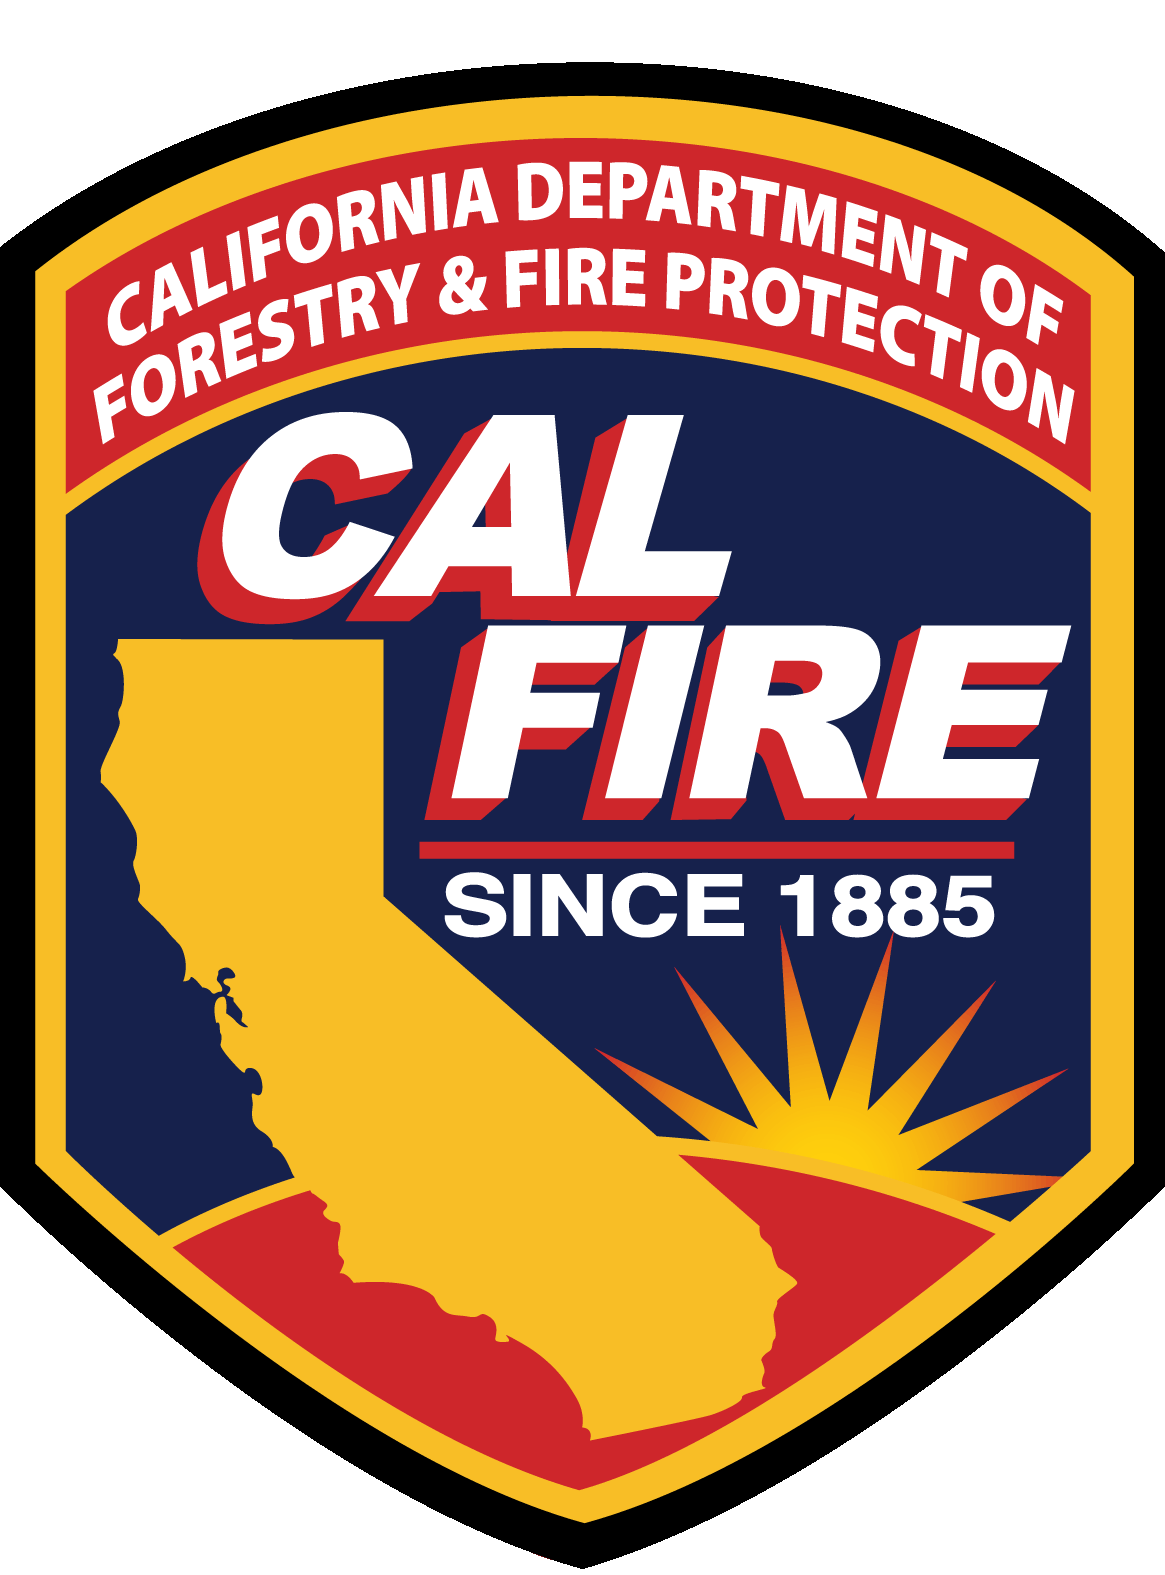 CALIFORNIA DEPARTMENT OF
FORESTRY & FIRE PROTECTION
CAL
FIRE
SINCE 1885